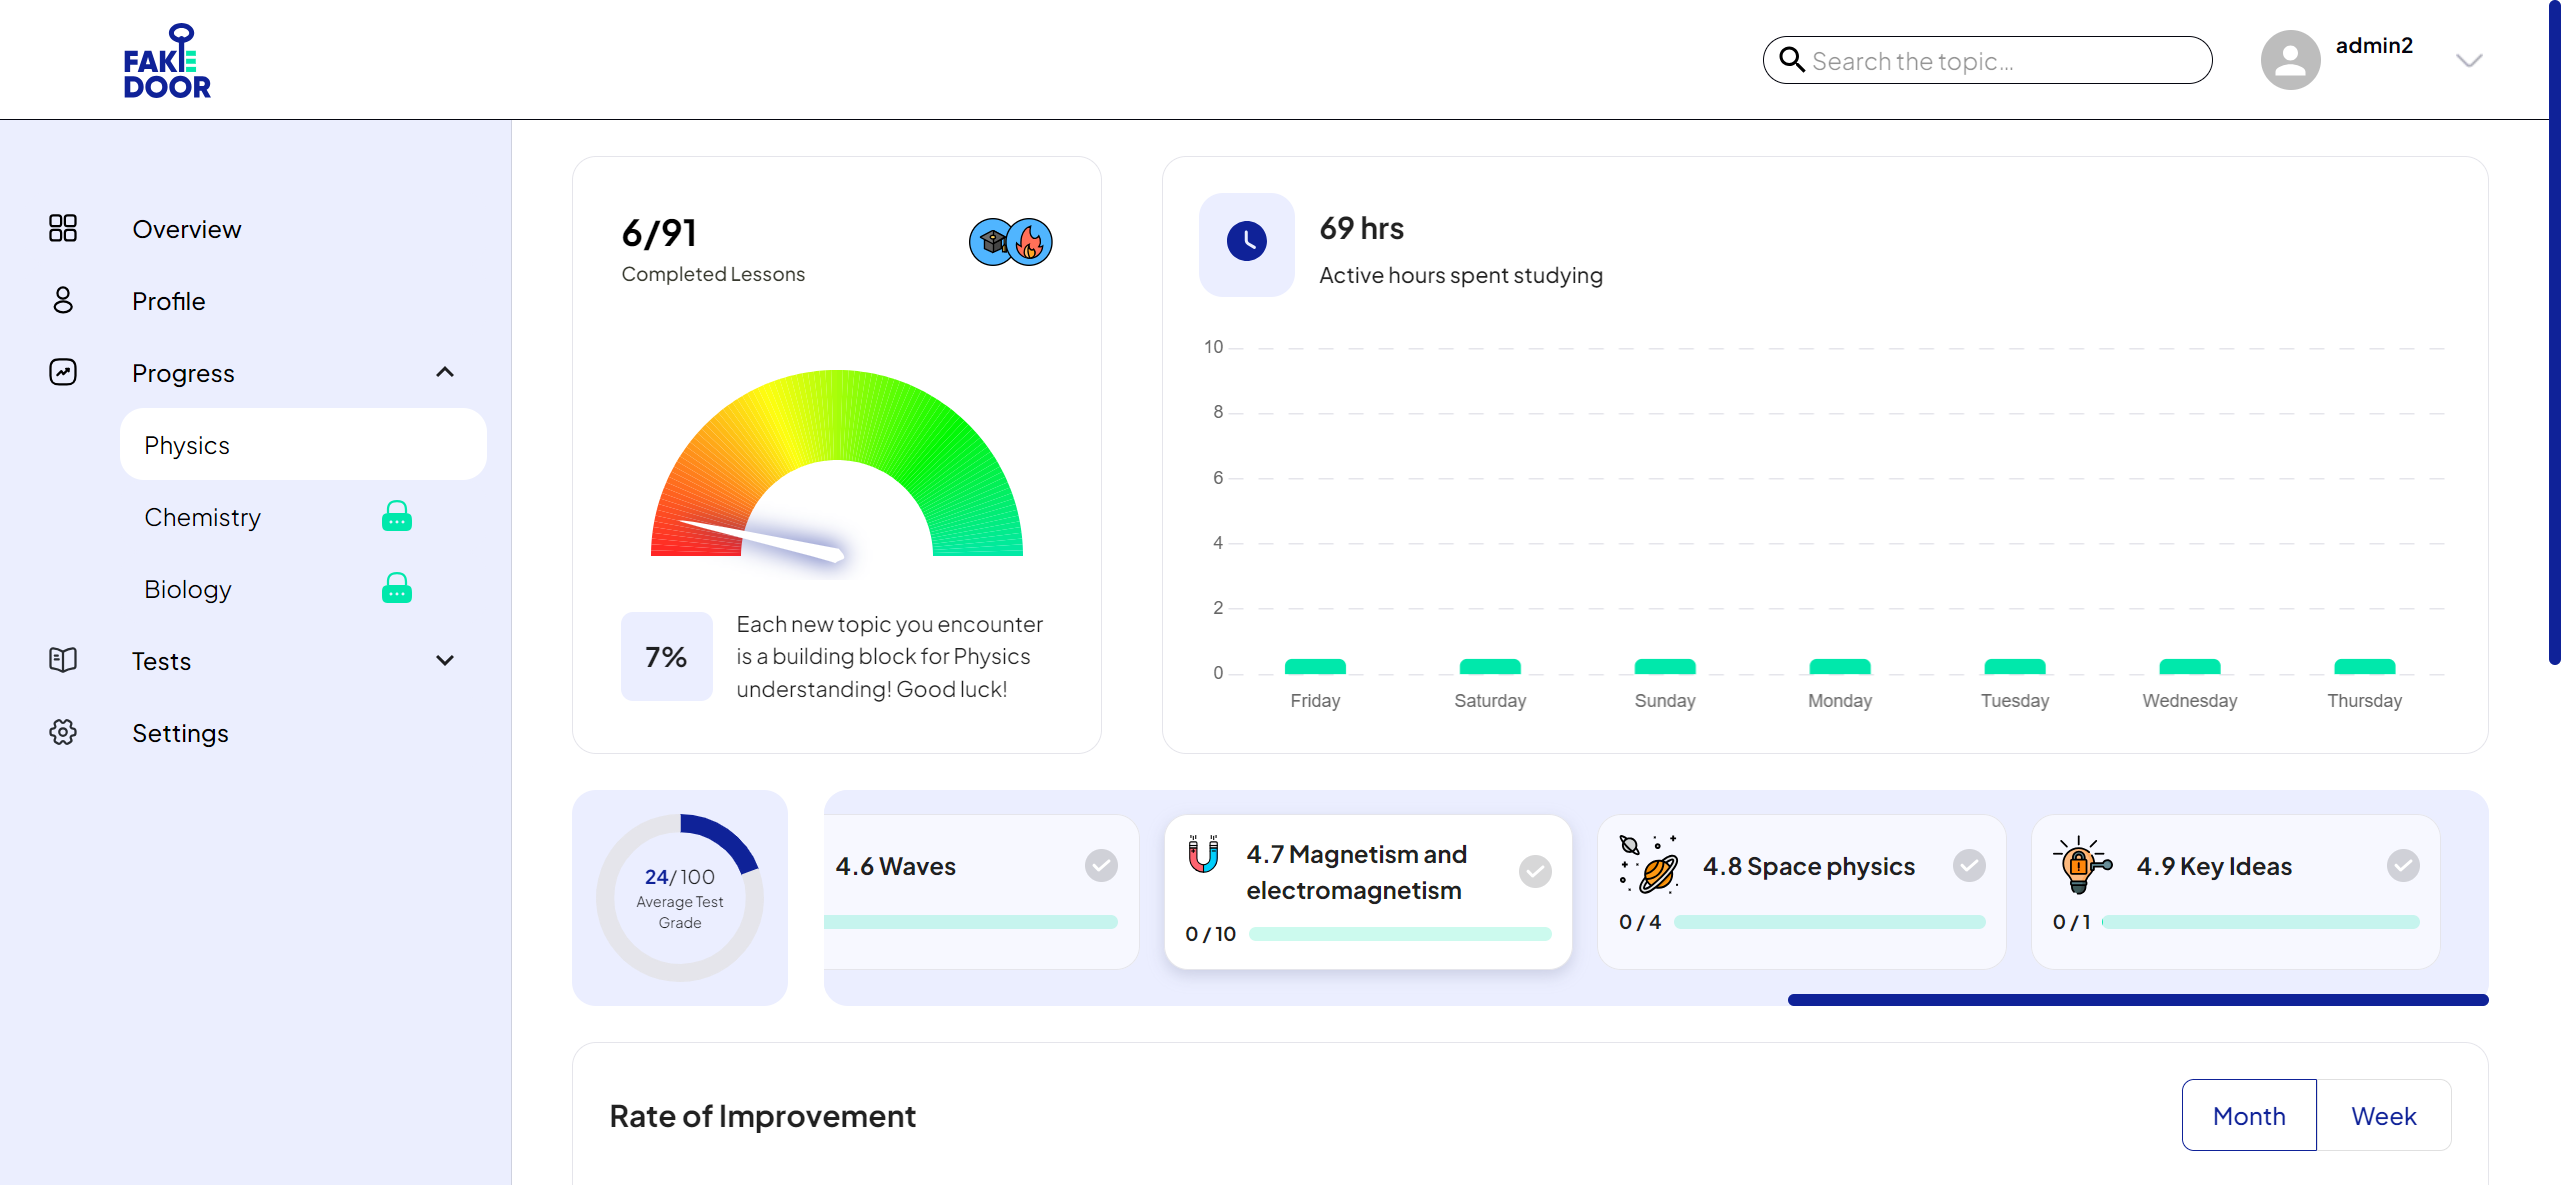 FAKE
DOOR
Search the topic...
admin2
Overview
Profile
Progress
Physics
Chemistry
Biology
Tests
Settings
6/91
Completed Lessons
7%
Each new topic you encounter
is a building block for Physics
understanding! Good luck!
69 hrs
Active hours spent studying
10
8
6
4
2
0
Friday
Saturday
Sunday
Monday
Tuesday
Wednesday
Thursday
24/ 100
Average Test
Grade
4.6 Waves
4.7 Magnetism and
electromagnetism
0 / 10
4.8 Space physics
0 / 4
4.9 Key Ideas
0 / 1
Rate of Improvement
Month
Week